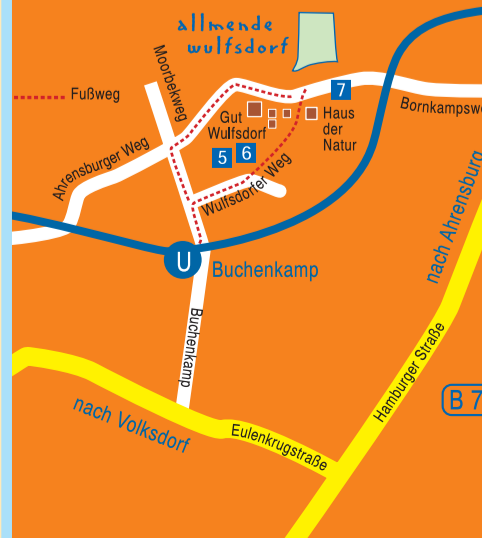 allmende
wulfsdorf
Moorbekweg
7
Fußweg
Bornkampsw
Gut
Wulfsdorf
Haus
der
Natur
Ahrensburger Weg
5
6
Wulfsdorfer Weg
nach Ahrensburg
U
Buchenkamp
Buchenkamp
Hamburger Straße
B 7
nach Volksdorf
Eulenkrugstraße